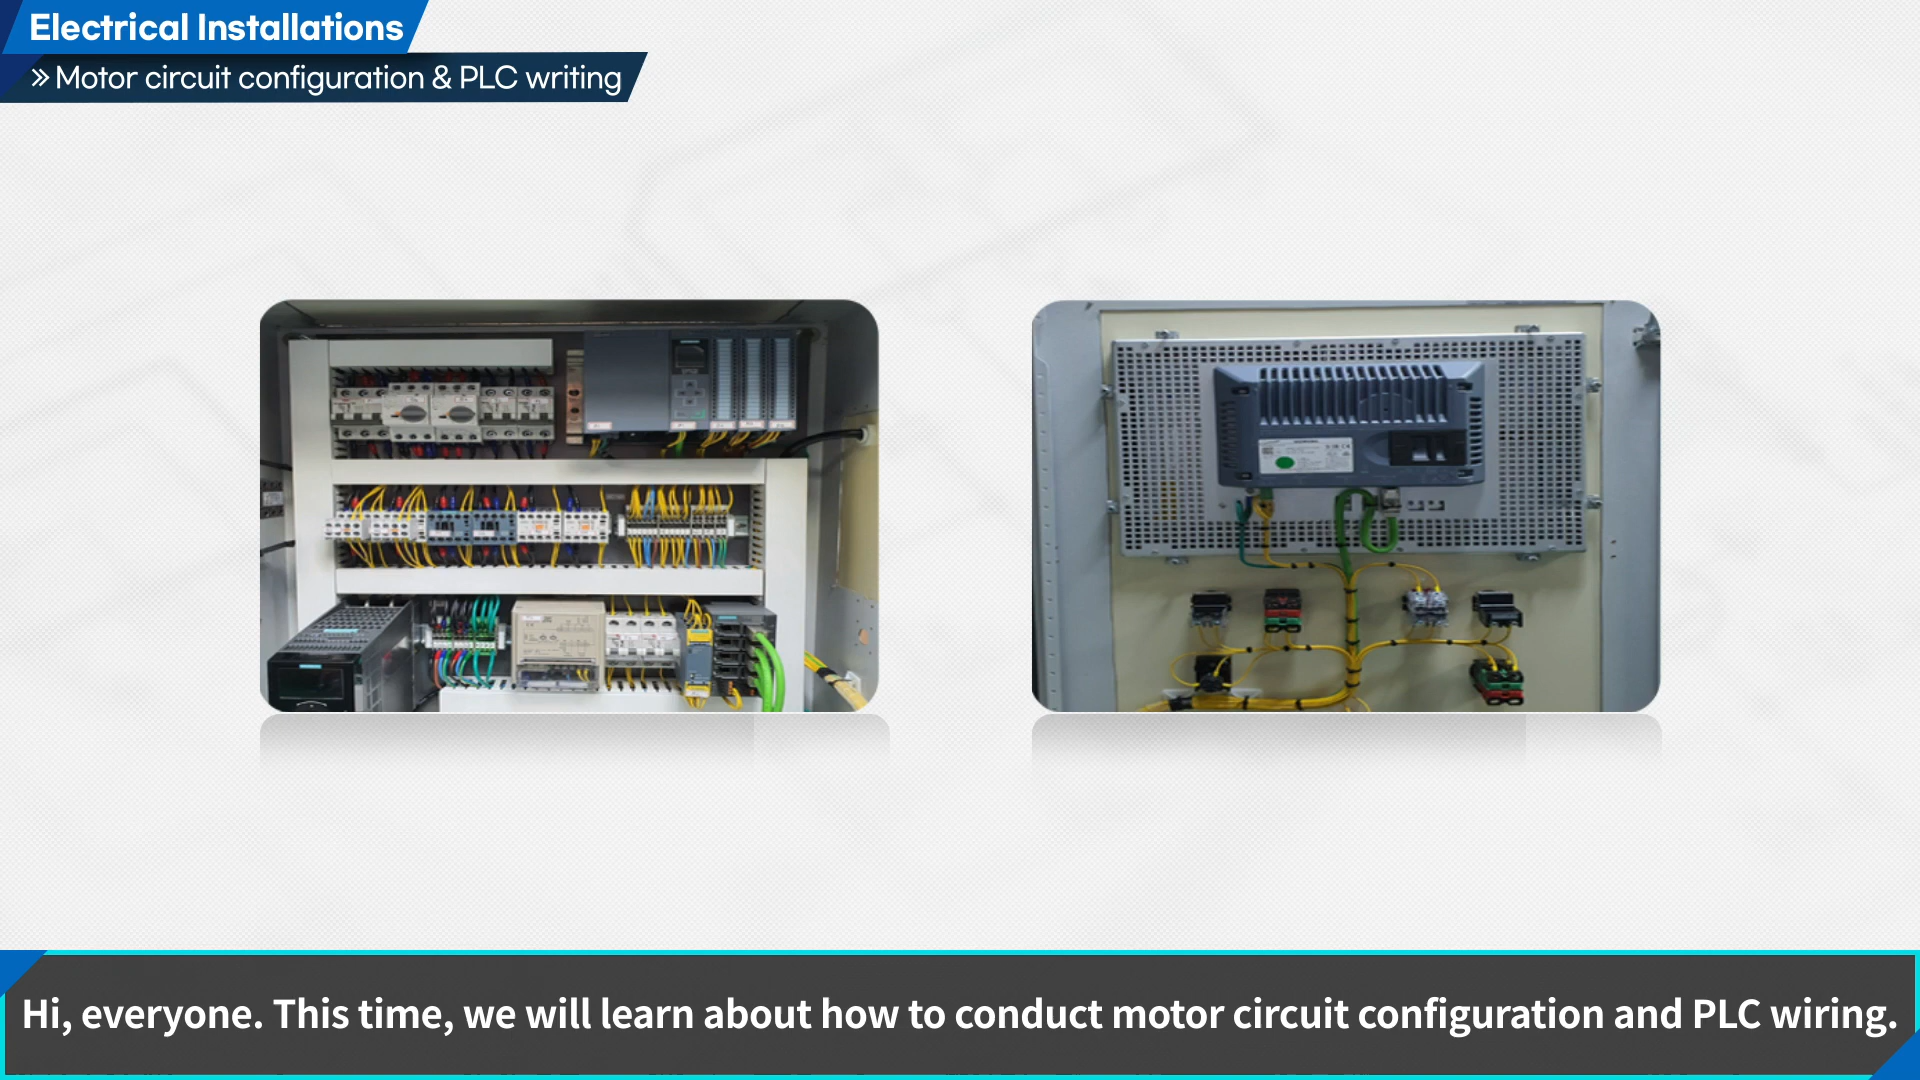 Electrical Installations
» Motor circuit configuration & PLC writing
Hi, everyone. This time, we will learn about how to conduct motor circuit configuration and PLC wiring.